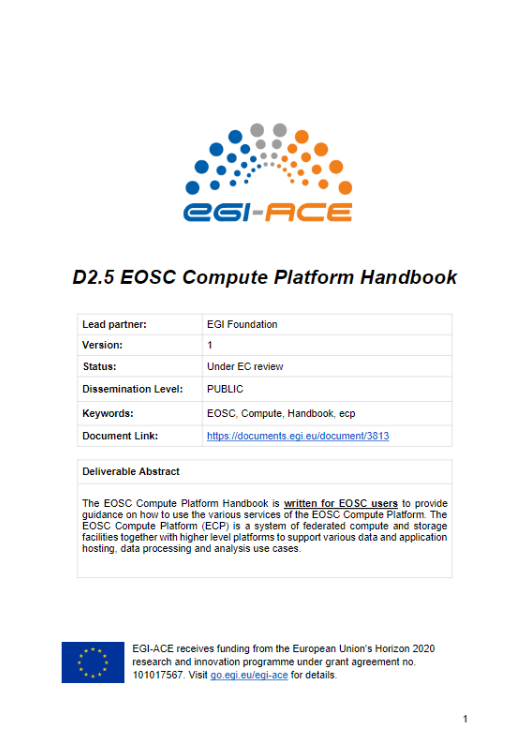 EGI-ACE
D2.5 EOSC Compute Platform Handbook
Lead partner: EGI Foundation
Version: 1
Status: Under EC review
Dissemination Level: PUBLIC
Keywords: EOSC, Compute, Handbook, ecp
Document Link: https://documents.egi.eu/document/3813
Deliverable Abstract
The EOSC Compute Platform Handbook is written for EOSC users to provide
guidance on how to use the various services of the EOSC Compute Platform. The
EOSC Compute Platform (ECP) is a system of federated compute and storage
facilities together with higher level platforms to support various data and application
hosting, data processing and analysis use cases.
EGI-ACE receives funding from the European Union's Horizon 2020
research and innovation programme under grant agreement no.
101017567. Visit go.egi.eu/egi-ace for details.
1